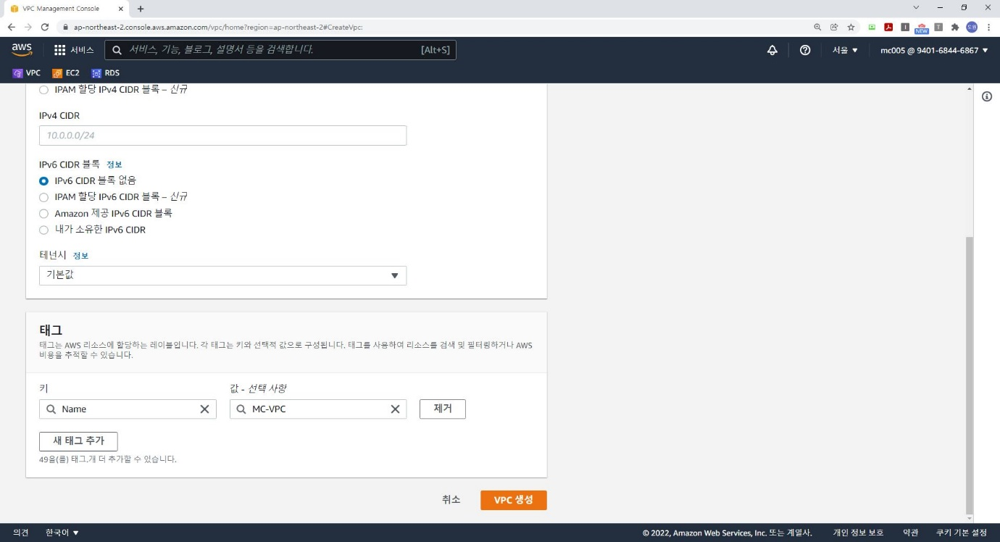 VPC Management Console
ap-northeast-2.console.aws.amazon.com/vpc/home?region=ap-northeast-2#CreateVpc:
NEW
I
T
도원
aws
서비스
서비스, 기능, 블로그, 설명서 등을 검색합니다.
[Alt+S]
서울 ▼
mc005 @ 9401-6844-6867 ▼
VPC
EC2
RDS
IPAM 할당 IPv4 CIDR 블록 – 신규
IPv4 CIDR
10.0.0.0/24
IPv6 CIDR 블록 정보
IPv6 CIDR 블록 없음
IPAM 할당 IPv6 CIDR 블록 – 신규
Amazon 제공 IPv6 CIDR 블록
내가 소유한 IPv6 CIDR
테넌시 정보
기본값
태그
태그는 AWS 리소스에 할당하는 레이블입니다. 각 태그는 키와 선택적 값으로 구성됩니다. 태그를 사용하여 리소스를 검색 및 필터링하거나 AWS
비용을 추적할 수 있습니다.
키
값 - 선택 사항
Name
MC-VPC
제거
새 태그 추가
49을(를) 태그.개 더 추가할 수 있습니다.
취소
VPC 생성
의견
한국어 ▼
© 2022, Amazon Web Services, Inc. 또는 계열사.
개인 정보 보호
약관
쿠키 기본 설정